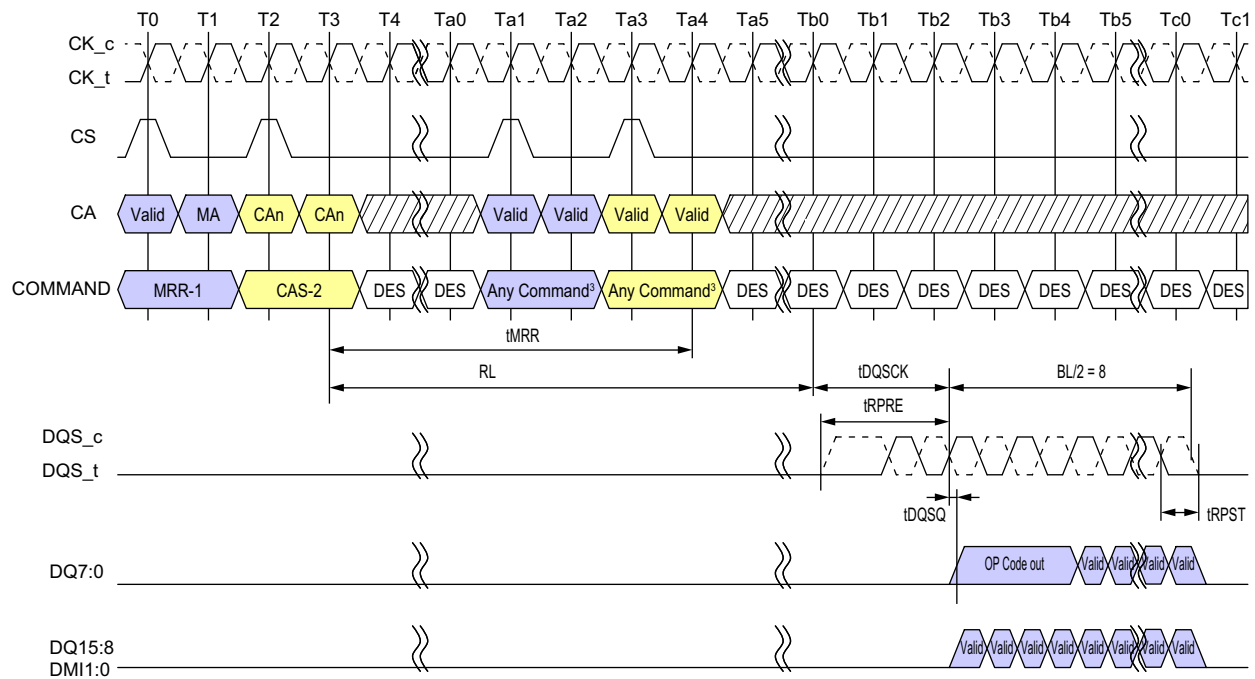 T0 T1 T2 T3 T4 Ta0 Ta1 Ta2 Ta3 Ta4 Ta5 Tb0 Tb1 Tb2 Tb3 Tb4 Tb5 Tc0 Tc1
CK_c
CK_t
CS
CA Valid MA CAn CAn Valid Valid Valid Valid
COMMAND MRR-1 CAS-2 DES DES Any Command³ Any Command³ DES DES DES DES DES DES DES DES DES
tMRR
RL tDQSCK BL/2 = 8
tRPRE
DQS_c
DQS_t
tDQSQ tRPST
DQ7:0 OP Code out Valid Valid Valid Valid
DQ15:8 Valid Valid Valid Valid Valid Valid Valid Valid
DMI1:0